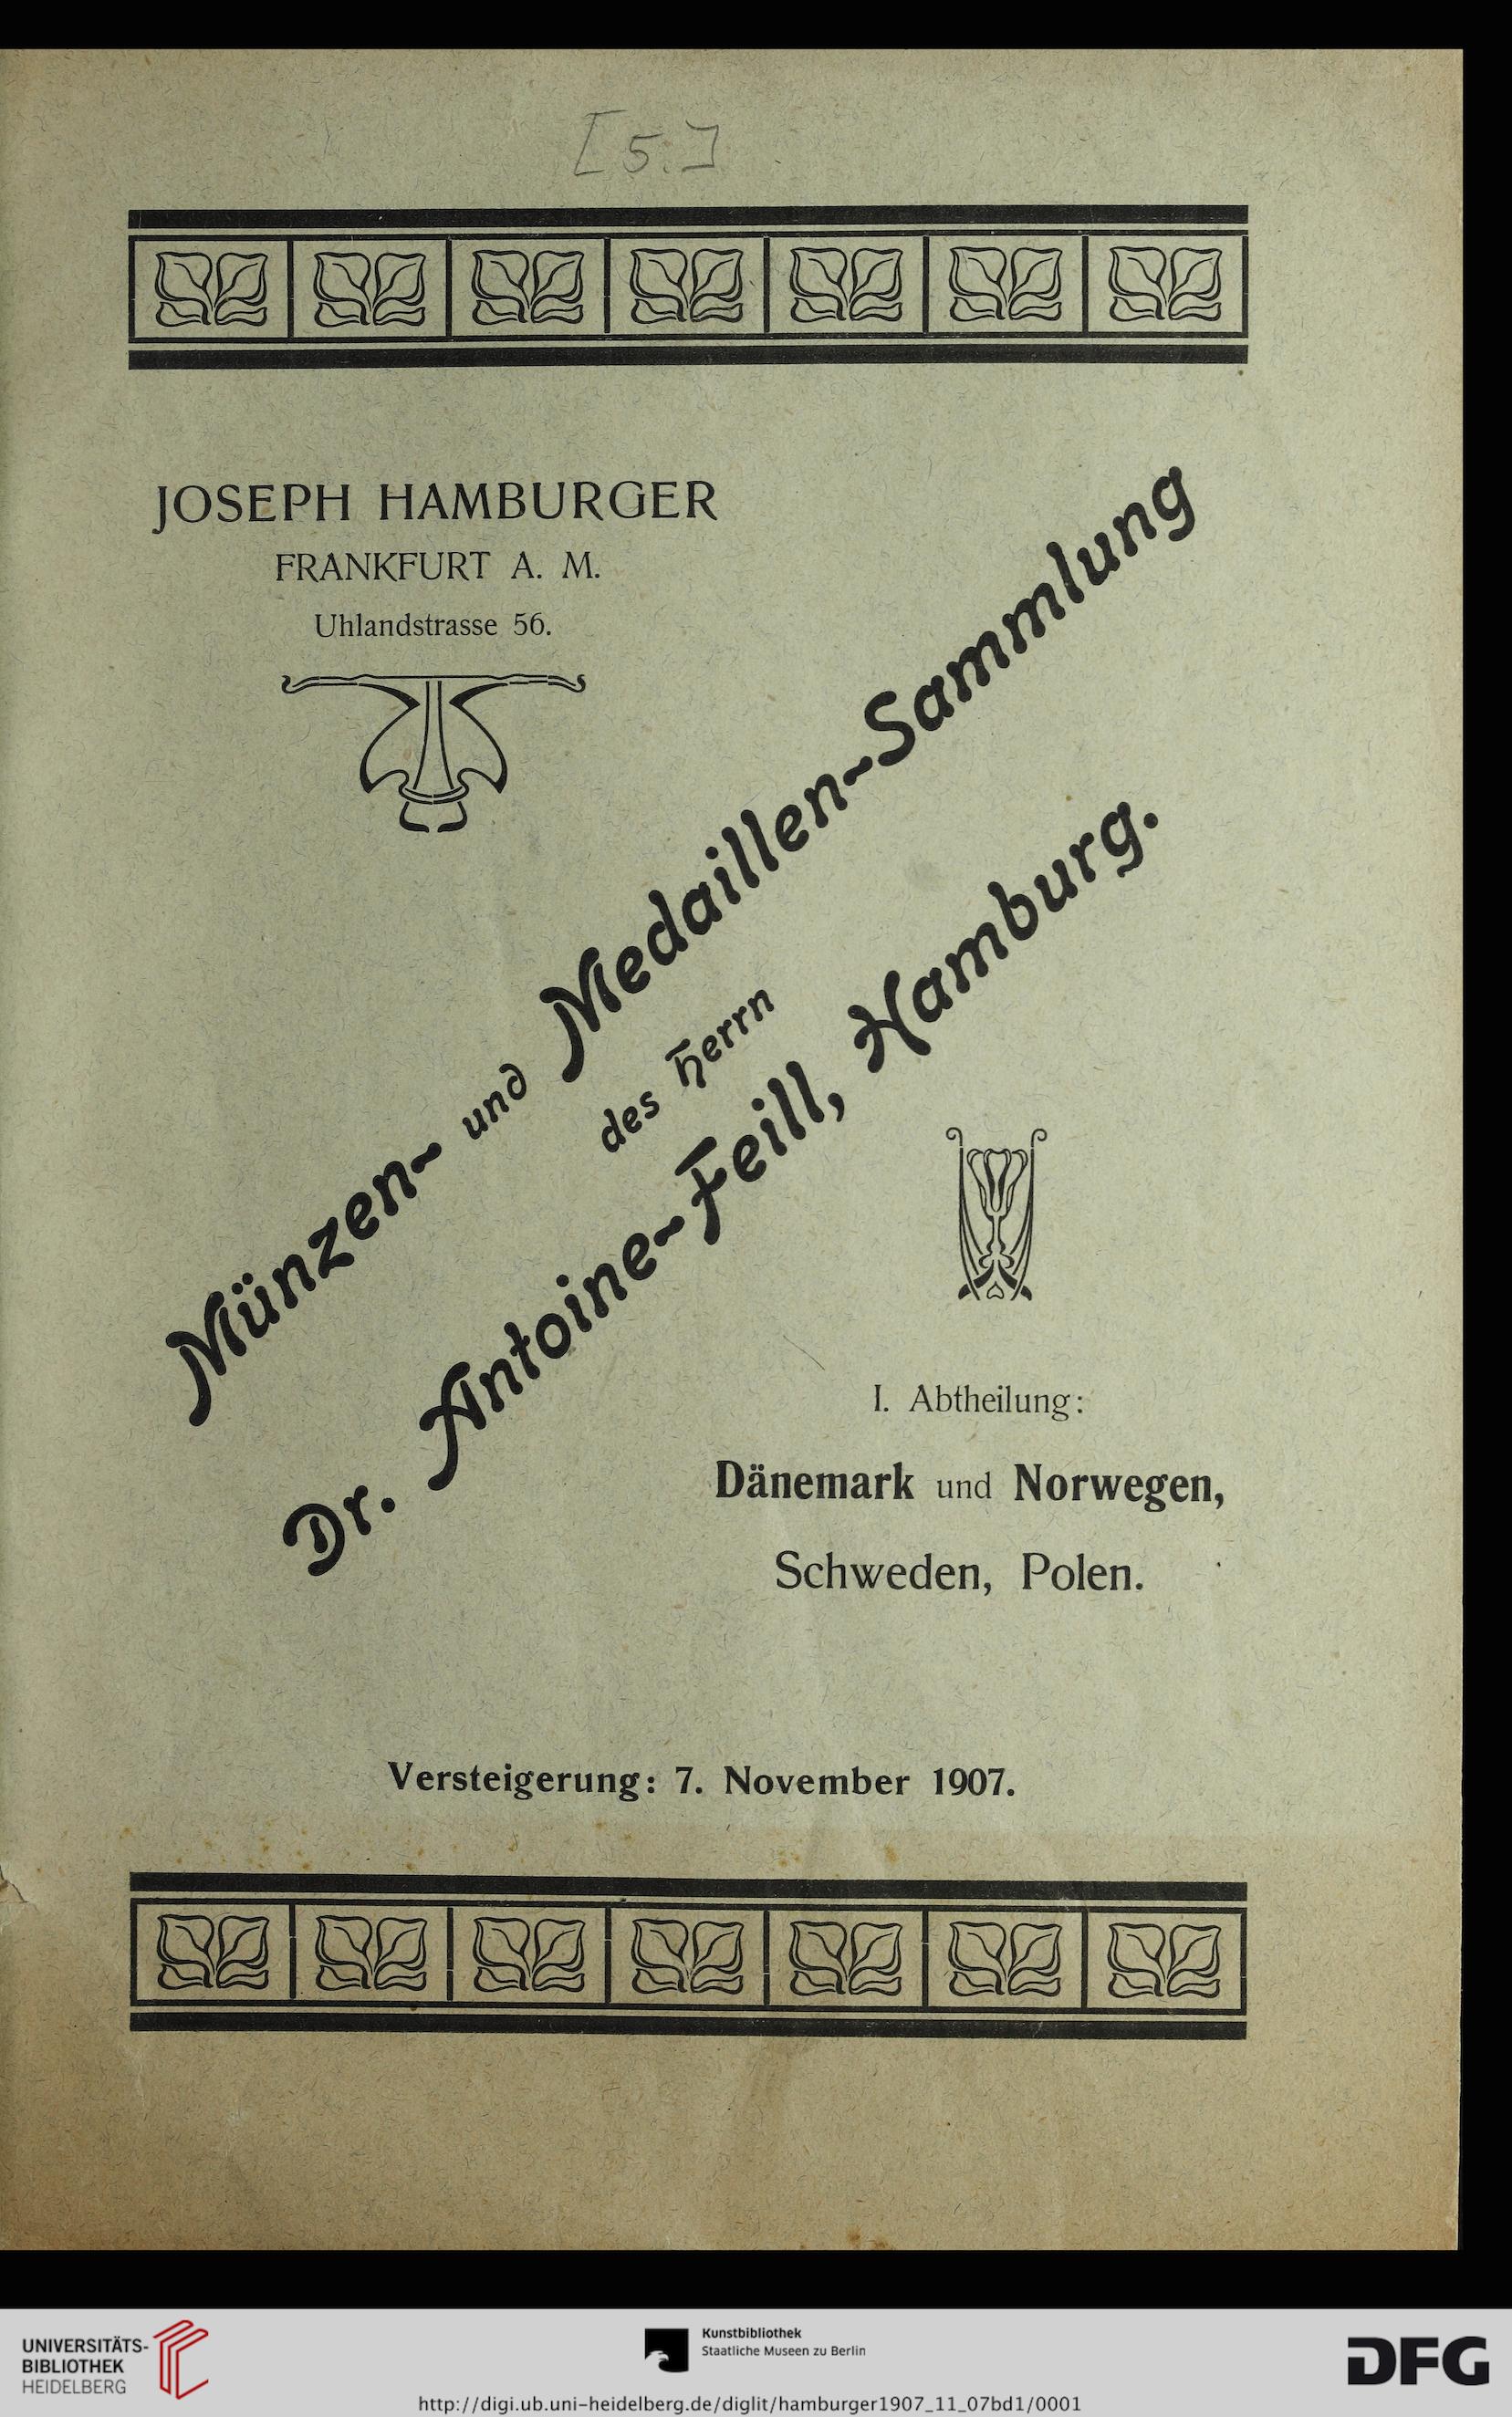 [5.]
JOSEPH HAMBURGER
FRANKFURT A. M.
Uhlandstrasse 56.
Münzen- und Medaillen-Sammlung
des Herrn
Dr. Antoine-Feill, Hamburg.
I. Abtheilung:
Dänemark und Norwegen,
Schweden, Polen.
Versteigerung: 7. November 1907.
UNIVERSITÄTS-
BIBLIOTHEK
HEIDELBERG
Kunstbibliothek
Staatliche Museen zu Berlin
DFG
http://digi.ub.uni-heidelberg.de/diglit/hamburger1907_11_07bd1/0001